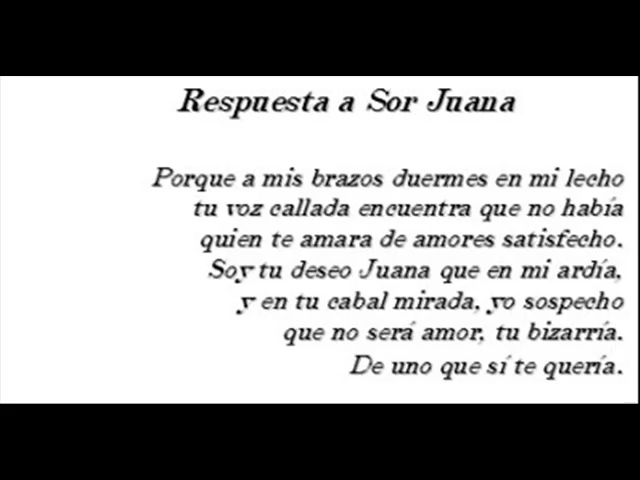 Respuesta a Sor Juana
Porque a mis brazos duermes en mi lecho
tu voz callada encuentra que no había
quien te amara de amores satisfecho.
Soy tu deseo Juana que en mi ardía,
y en tu cabal mirada, yo sospecho
que no será amor, tu bizarría.
De uno que sí te quería.